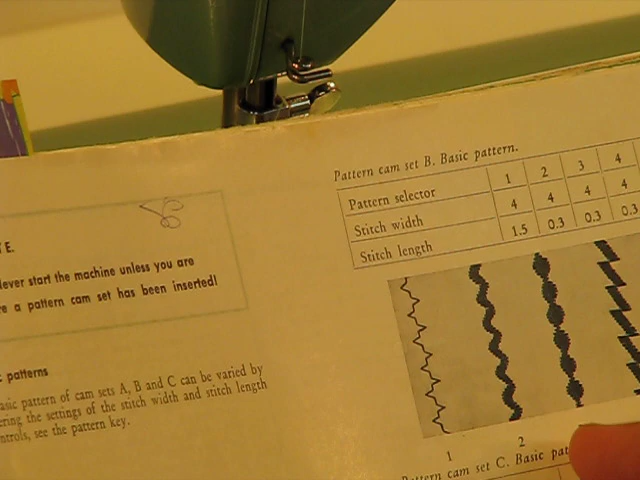 E.
never start the machine unless you are
re a pattern cam set has been inserted!
patterns
asic pattern of cam sets A, B and C can be varied by
ering the settings of the stitch width and stitch length
ntrols, see the pattern key.
Pattern cam set B. Basic pattern.
Pattern selector 1 2 3 4
Stitch width 4 4 4 4
Stitch length 1.5 0.3 0.3 0.3
1 2
Pattern cam set C. Basic pat